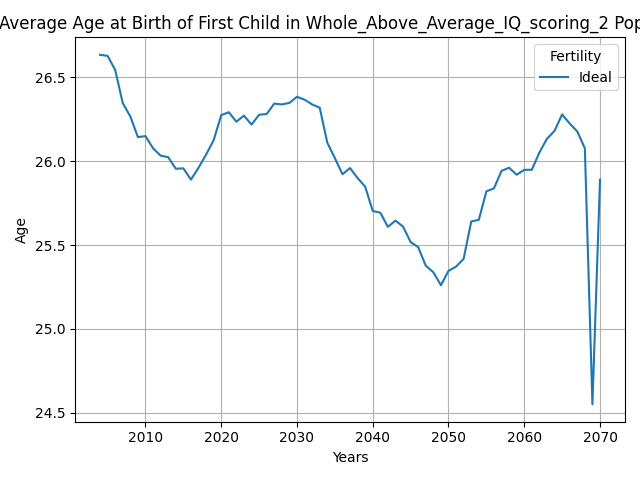 Average Age at Birth of First Child in Whole_Above_Average_IQ_scoring_2 Pop
Fertility
Ideal
26.5
26.0
25.5
25.0
24.5
Age
2010 2020 2030 2040 2050 2060 2070
Years